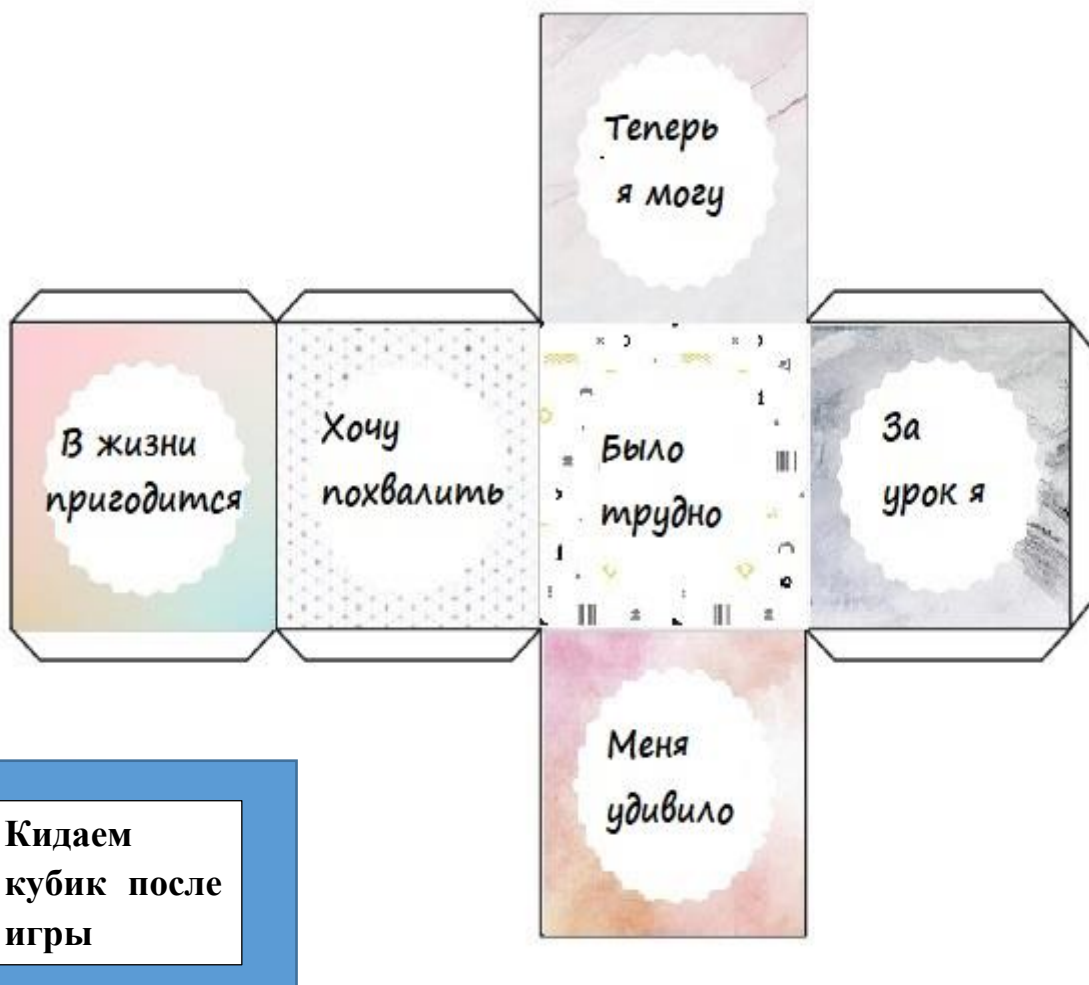 Теперь
я могу
В жизни
пригодится
Хочу
похвалить
Было
трудно
За
урок я
Меня
удивило
Кидаем
кубик после
игры